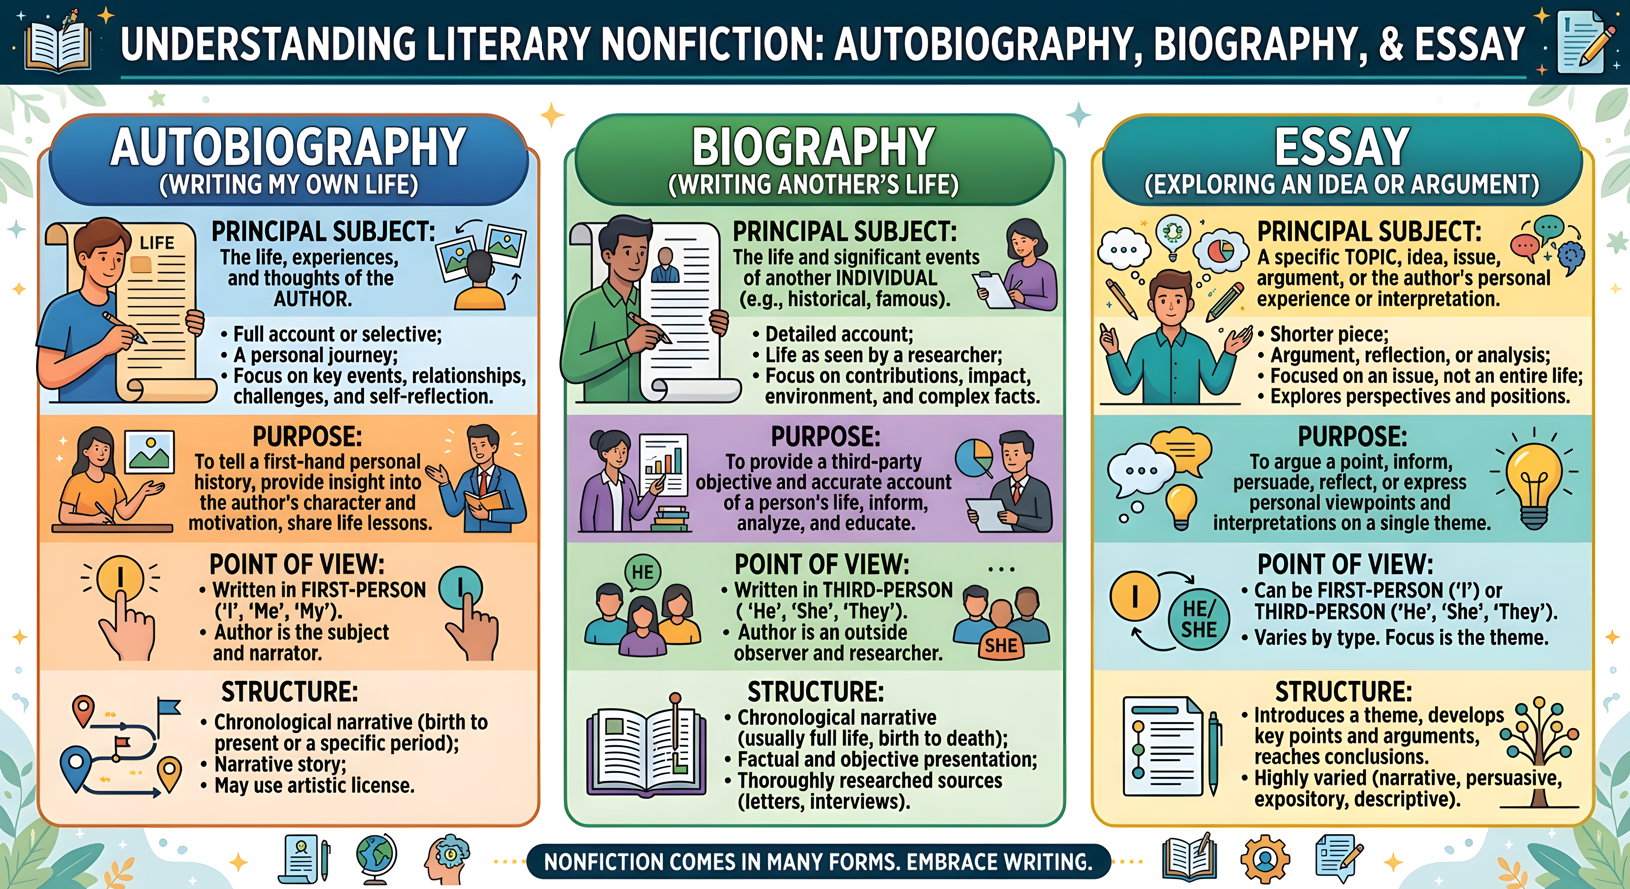 UNDERSTANDING LITERARY NONFICTION: AUTOBIOGRAPHY, BIOGRAPHY, & ESSAY
AUTOBIOGRAPHY
(WRITING MY OWN LIFE)
LIFE
PRINCIPAL SUBJECT:
The life, experiences,
and thoughts of the
AUTHOR.
• Full account or selective;
• A personal journey;
• Focus on key events, relationships,
challenges, and self-reflection.
PURPOSE:
To tell a first-hand personal
history, provide insight into
the author's character and
motivation, share life lessons.
POINT OF VIEW:
I
I
• Written in FIRST-PERSON
('I', 'Me', 'My').
• Author is the subject
and narrator.
STRUCTURE:
• Chronological narrative (birth to
present or a specific period);
• Narrative story;
• May use artistic license.
BIOGRAPHY
(WRITING ANOTHER'S LIFE)
PRINCIPAL SUBJECT:
The life and significant events
of another INDIVIDUAL
(e.g., historical, famous).
• Detailed account;
• Life as seen by a researcher;
• Focus on contributions, impact,
environment, and complex facts.
PURPOSE:
To provide a third-party
objective and accurate account
of a person's life, inform,
analyze, and educate.
POINT OF VIEW:
HE
...
SHE
• Written in THIRD-PERSON
( 'He', 'She', 'They').
• Author is an outside
observer and researcher.
STRUCTURE:
• Chronological narrative
(usually full life, birth to death);
• Factual and objective presentation;
• Thoroughly researched sources
(letters, interviews).
ESSAY
(EXPLORING AN IDEA OR ARGUMENT)
PRINCIPAL SUBJECT:
A specific TOPIC, idea, issue,
argument, or the author's personal
experience or interpretation.
• Shorter piece;
• Argument, reflection, or analysis;
• Focused on an issue, not an entire life;
• Explores perspectives and positions.
PURPOSE:
To argue a point, inform,
persuade, reflect, or express
personal viewpoints and
interpretations on a single theme.
POINT OF VIEW:
I
HE/
SHE
• Can be FIRST-PERSON ('I') or
THIRD-PERSON ('He', 'She', 'They').
• Varies by type. Focus is the theme.
STRUCTURE:
• Introduces a theme, develops
key points and arguments,
reaches conclusions.
• Highly varied (narrative, persuasive,
expository, descriptive).
NONFICTION COMES IN MANY FORMS. EMBRACE WRITING.